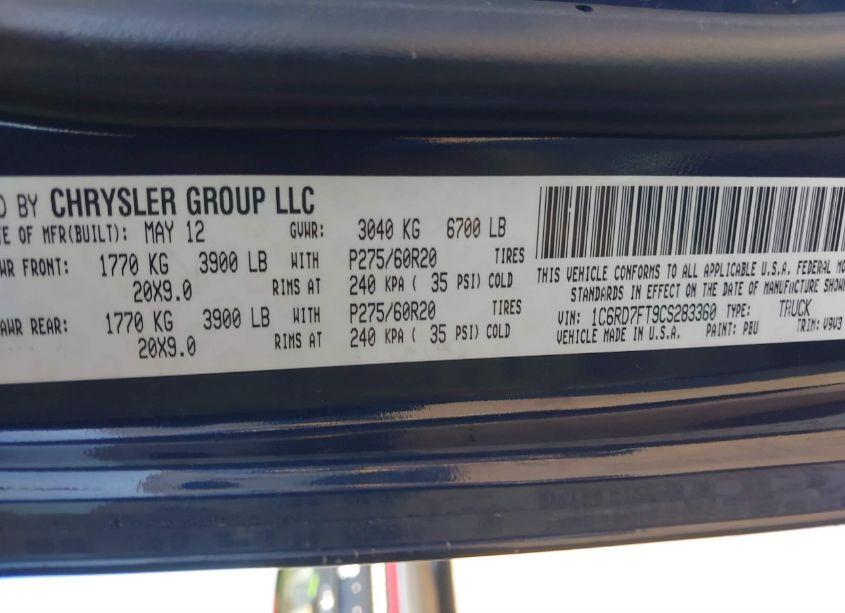 D BY CHRYSLER GROUP LLC
TE OF MFR(BUILT): MAY 12 GVWR: 3040 KG 6700 LB
WR FRONT: 1770 KG 3900 LB WITH P275/60R20 TIRES
20X9.0 RIMS AT 240 KPA ( 35 PSI) COLD
AWR REAR: 1770 KG 3900 LB WITH P275/60R20 TIRES
20X9.0 RIMS AT 240 KPA ( 35 PSI) COLD
THIS VEHICLE CONFORMS TO ALL APPLICABLE U.S.A. FEDERAL MO
STANDARDS IN EFFECT ON THE DATE OF MANUFACTURE SHOWN
VIN: 1C6RD7FT9CS283360 TYPE: TRUCK
VEHICLE MADE IN U.S.A. PAINT: PBU TRIM: V9V3